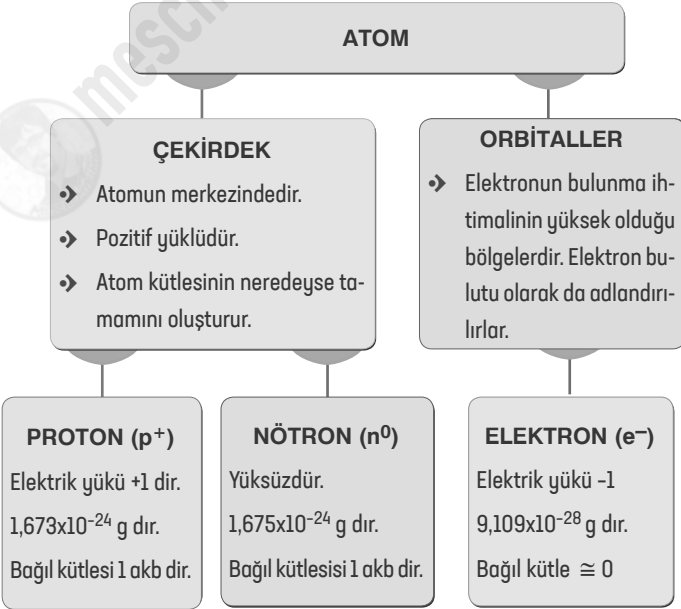 ATOM
ÇEKİRDEK
Atomun merkezindedir.
Pozitif yüklüdür.
Atom kütlesinin neredeyse ta-
mamını oluşturur.
ORBİTALLER
Elektronun bulunma ih-
timalinin yüksek olduğu
bölgelerdir. Elektron bu-
lutu olarak da adlandırı-
lırlar.
PROTON (p⁺)
Elektrik yükü +1 dir.
1,673x10⁻²⁴ g dır.
Bağıl kütlesi 1 akb dir.
NÖTRON (n⁰)
Yüksüzdür.
1,675x10⁻²⁴ g dır.
Bağıl kütlesisi 1 akb dir.
ELEKTRON (e⁻)
Elektrik yükü –1
9,109x10⁻²⁸ g dır.
Bağıl kütle ≅ 0